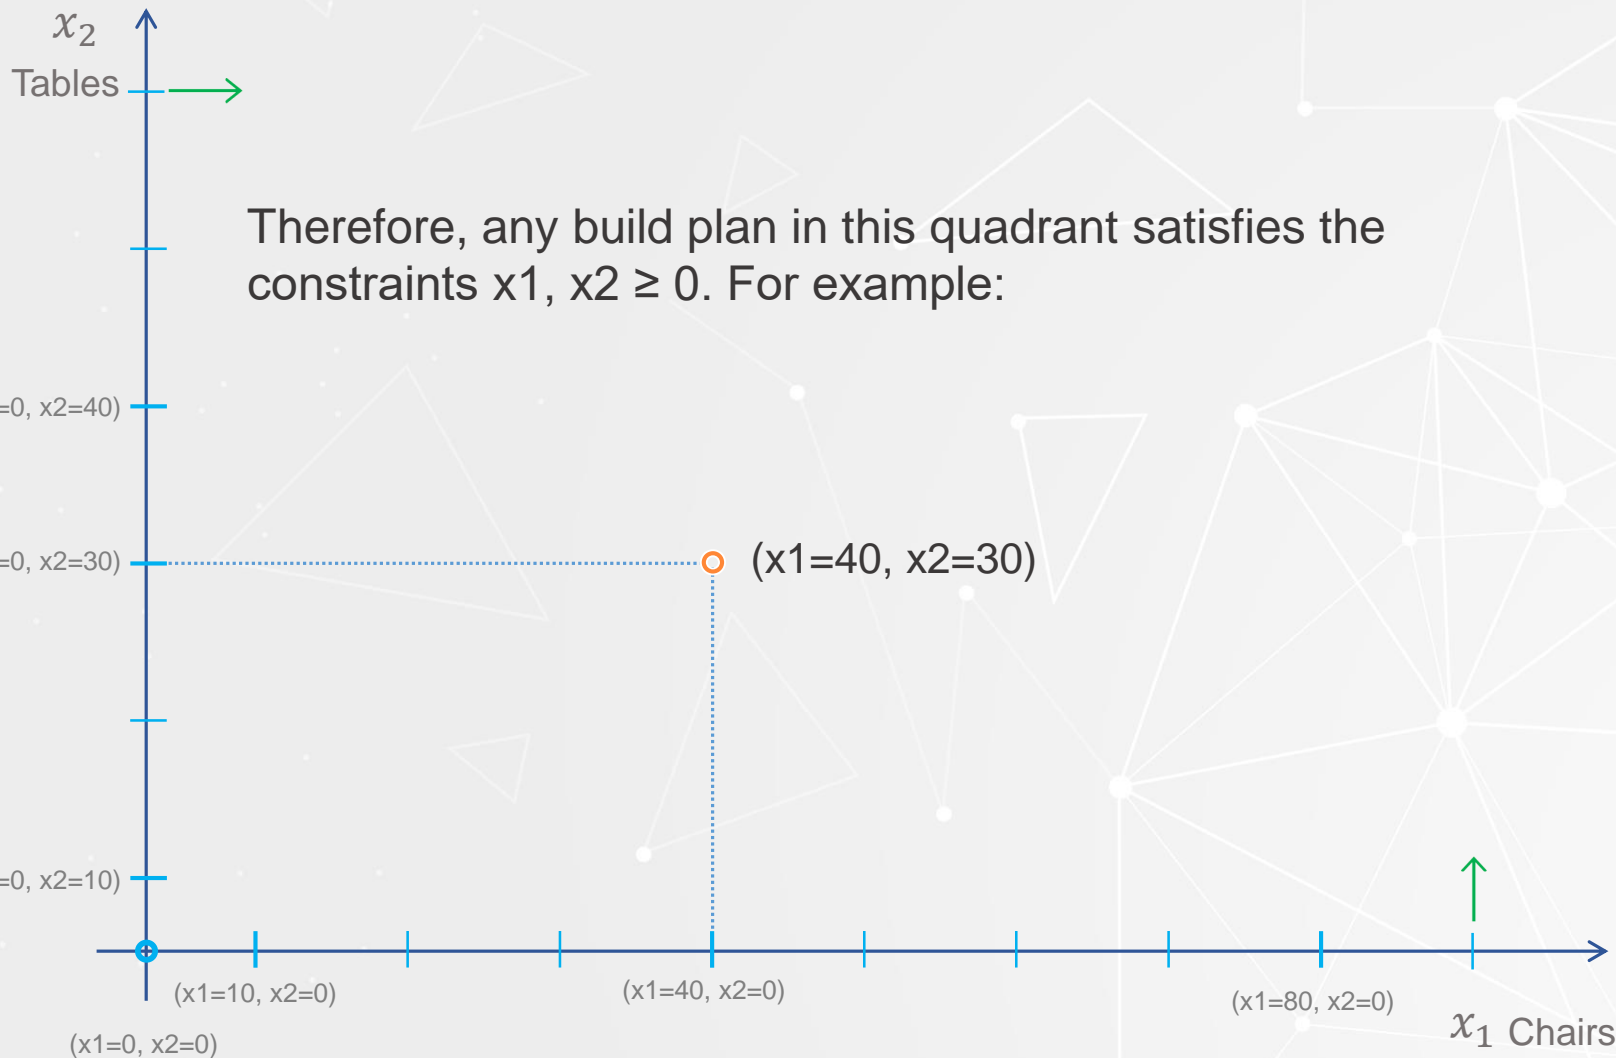 x₂
Tables
Therefore, any build plan in this quadrant satisfies the
constraints x1, x2 ≥ 0. For example:
=0, x2=40)
=0, x2=30)
(x1=40, x2=30)
=0, x2=10)
(x1=10, x2=0)
(x1=40, x2=0)
(x1=80, x2=0)
x₁ Chairs
(x1=0, x2=0)